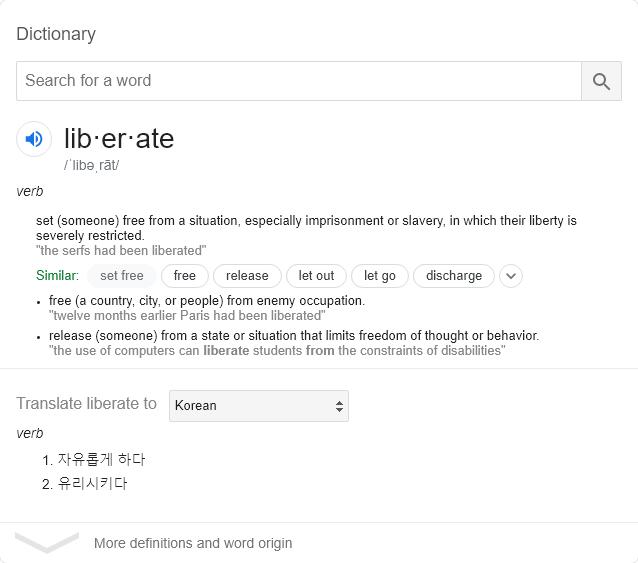 Dictionary
Search for a word
lib·er·ate
/ˈlibəˌrāt/
verb
set (someone) free from a situation, especially imprisonment or slavery, in which their liberty is
severely restricted.
"the serfs had been liberated"
Similar: set free free release let out let go discharge
• free (a country, city, or people) from enemy occupation.
"twelve months earlier Paris had been liberated"
• release (someone) from a state or situation that limits freedom of thought or behavior.
"the use of computers can liberate students from the constraints of disabilities"
Translate liberate to Korean
verb
1. 자유롭게 하다
2. 유리시키다
More definitions and word origin